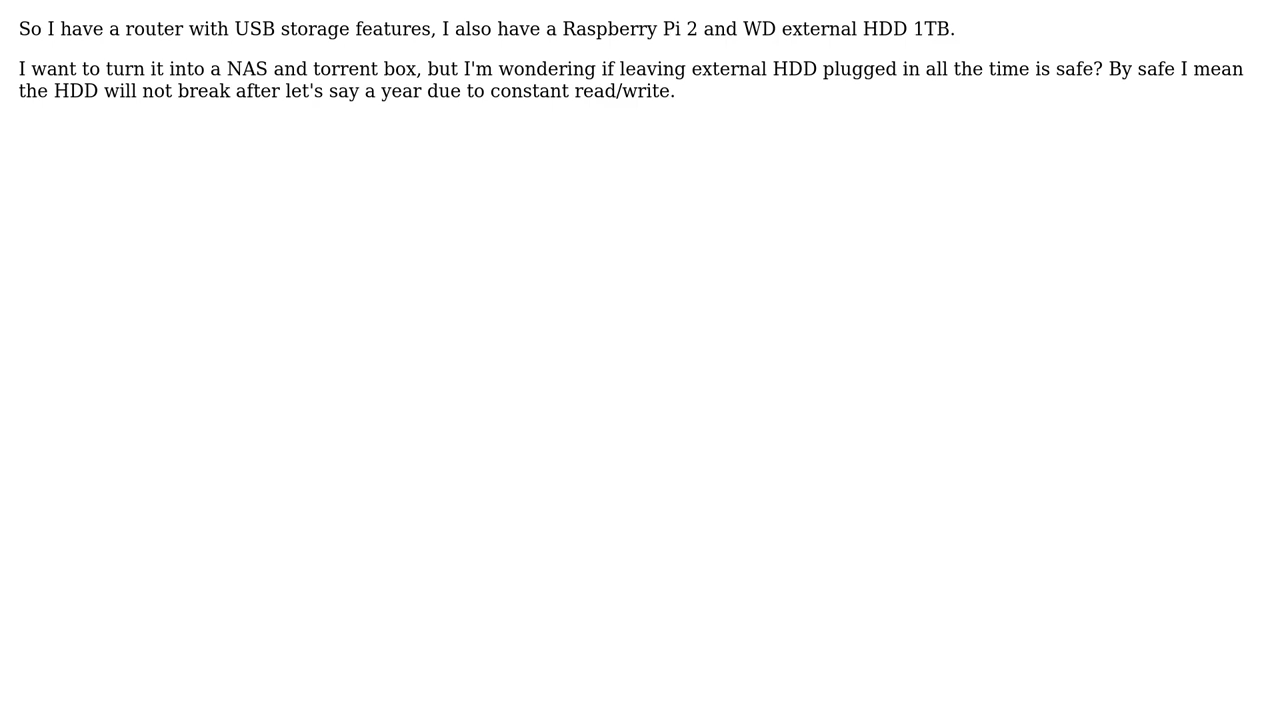 So I have a router with USB storage features, I also have a Raspberry Pi 2 and WD external HDD 1TB.
I want to turn it into a NAS and torrent box, but I'm wondering if leaving external HDD plugged in all the time is safe? By safe I mean
the HDD will not break after let's say a year due to constant read/write.